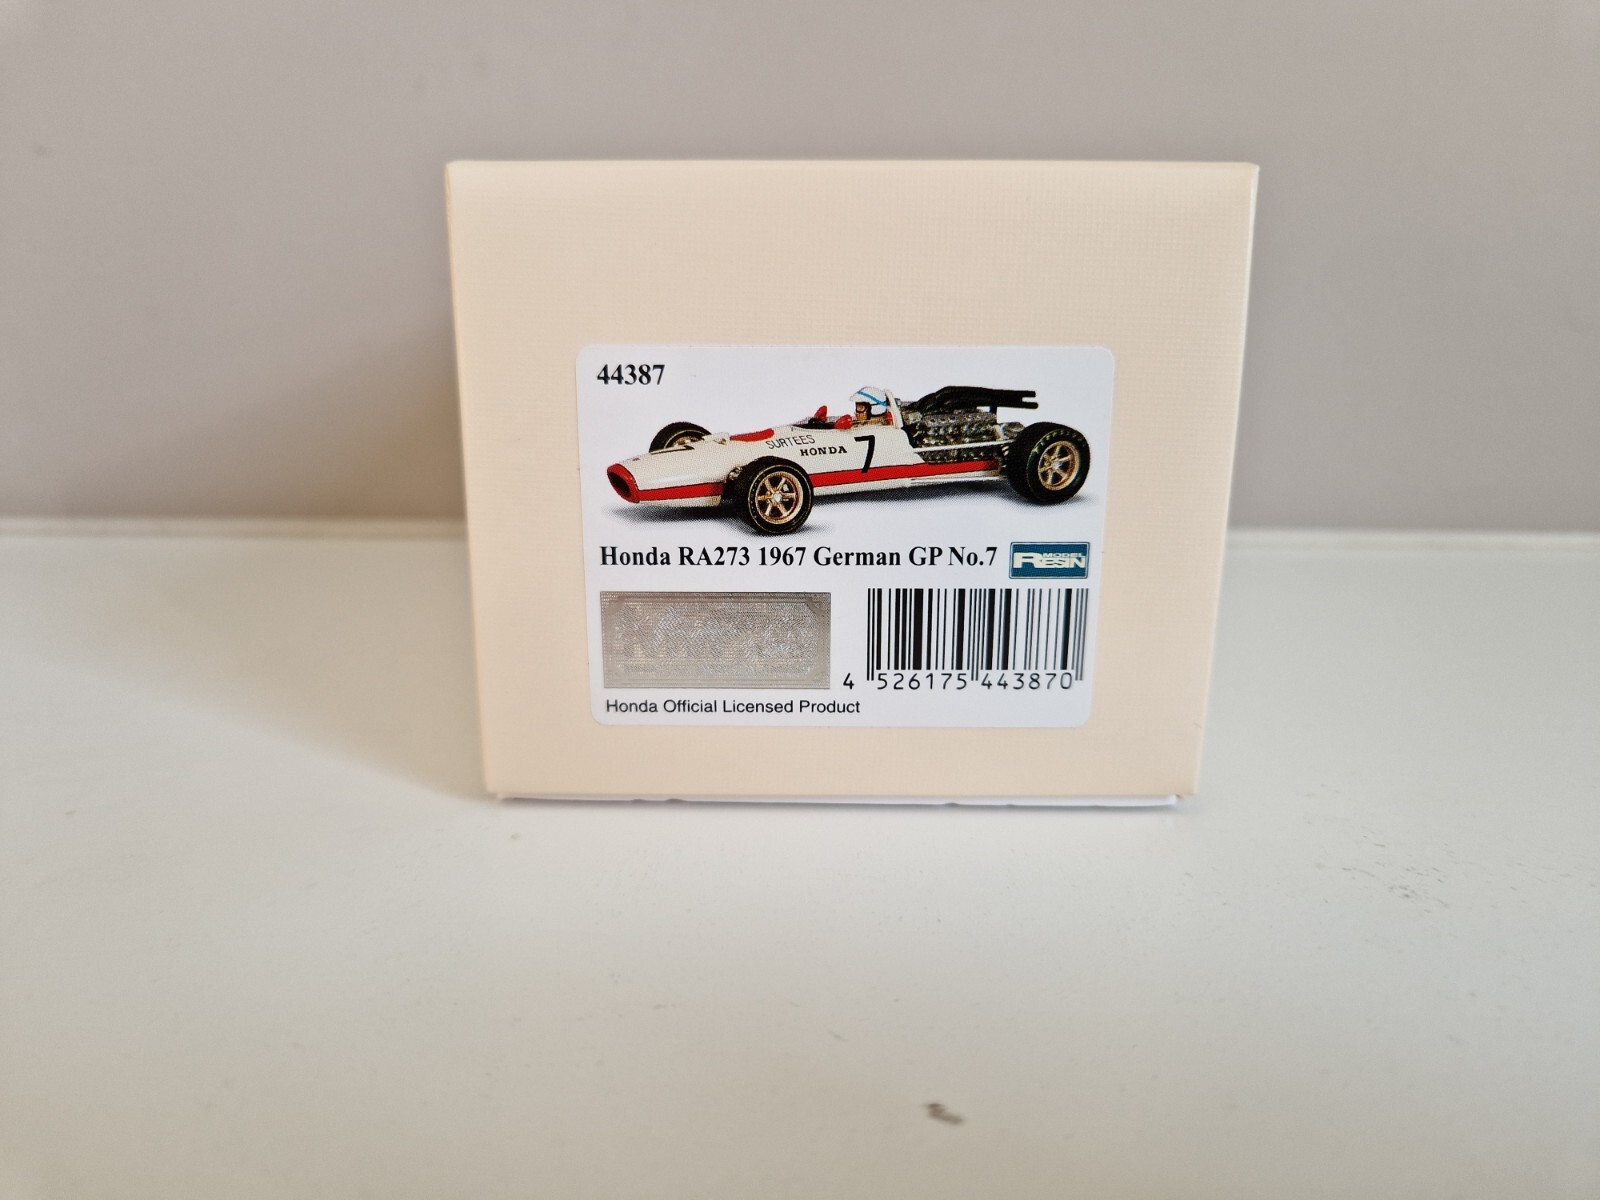 44387
SURTEES
HONDA 7
Honda RA273 1967 German GP No.7
MODEL
RESIN
4 526175 443870
Honda Official Licensed Product